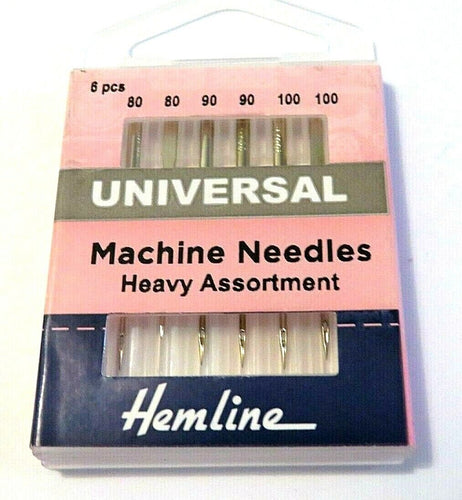 6 pcs
80 80 90 90 100 100
UNIVERSAL
Machine Needles
Heavy Assortment
Hemline